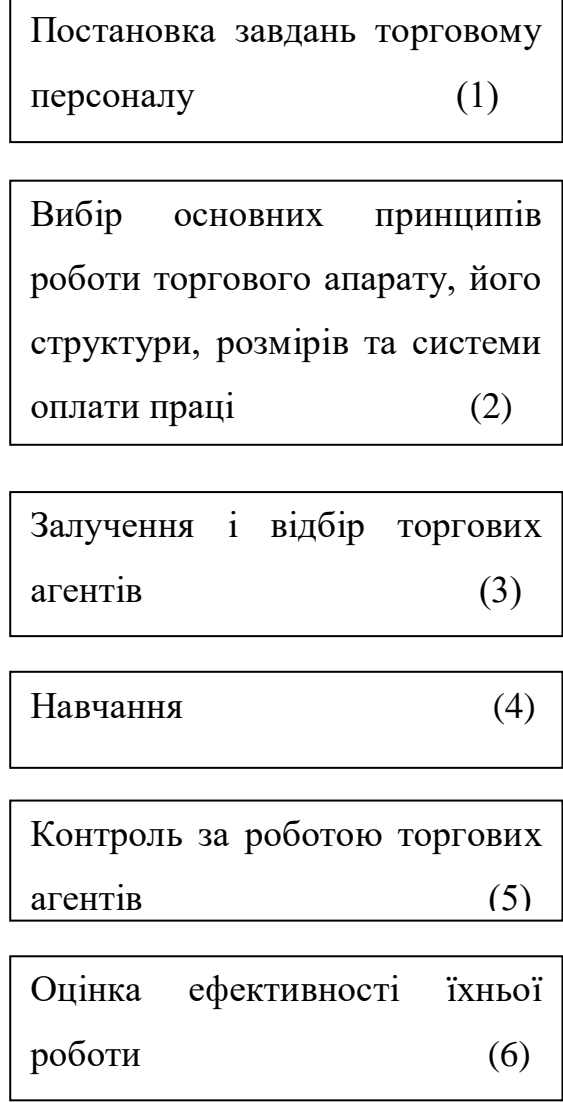 Постановка завдань торговому
персоналу (1)
Вибір основних принципів
роботи торгового апарату, його
структури, розмірів та системи
оплати праці (2)
Залучення і відбір торгових
агентів (3)
Навчання (4)
Контроль за роботою торгових
агентів (5)
Оцінка ефективності їхньої
роботи (6)